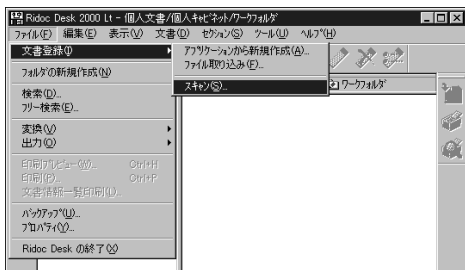 Ridoc Desk 2000 Lt - 個人文書/個人ｷｬﾋﾞﾈｯﾄ/ﾜｰｸﾌｫﾙﾀﾞ
ﾌｧｲﾙ(F) 編集(E) 表示(V) 文書(D) ｾｸｼｮﾝ(S) ﾂｰﾙ(U) ﾍﾙﾌﾟ(H)
文書登録(I)
ｱﾌﾟﾘｹｰｼｮﾝから新規作成(A)...
ﾌｧｲﾙ取り込み(F)...
ｽｷｬﾝ(S)...
ﾜｰｸﾌｫﾙﾀﾞ
ﾌｫﾙﾀﾞの新規作成(N)
検索(D)...
ﾌﾘｰ検索(E)...
変換(V)
出力(O)
印刷ﾌﾟﾚﾋﾞｭｰ(W)... Ctrl+H
印刷(P)... Ctrl+P
文書情報一覧印刷(L)...
ﾊﾞｯｸｱｯﾌﾟ(U)...
ﾌﾟﾛﾊﾟﾃｨ(Y)...
Ridoc Desk の終了(X)